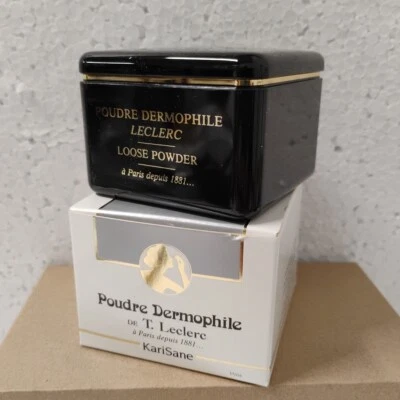 POUDRE DERMOPHILE
LECLERC
LOOSE POWDER
à Paris depuis 1881...
Poudre Dermophile
DE T. Leclerc
à Paris depuis 1881...
KariSane